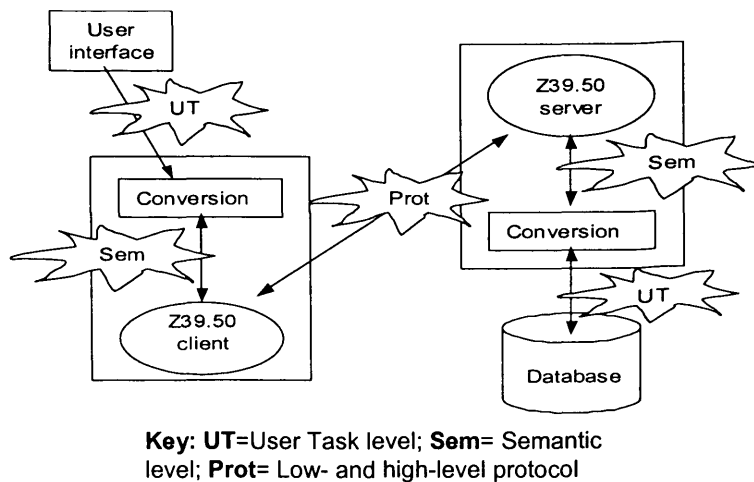 User
interface
UT
Conversion
Sem
Z39.50
client
Prot
Z39.50
server
Sem
Conversion
UT
Database
Key: UT=User Task level; Sem= Semantic
level; Prot= Low- and high-level protocol